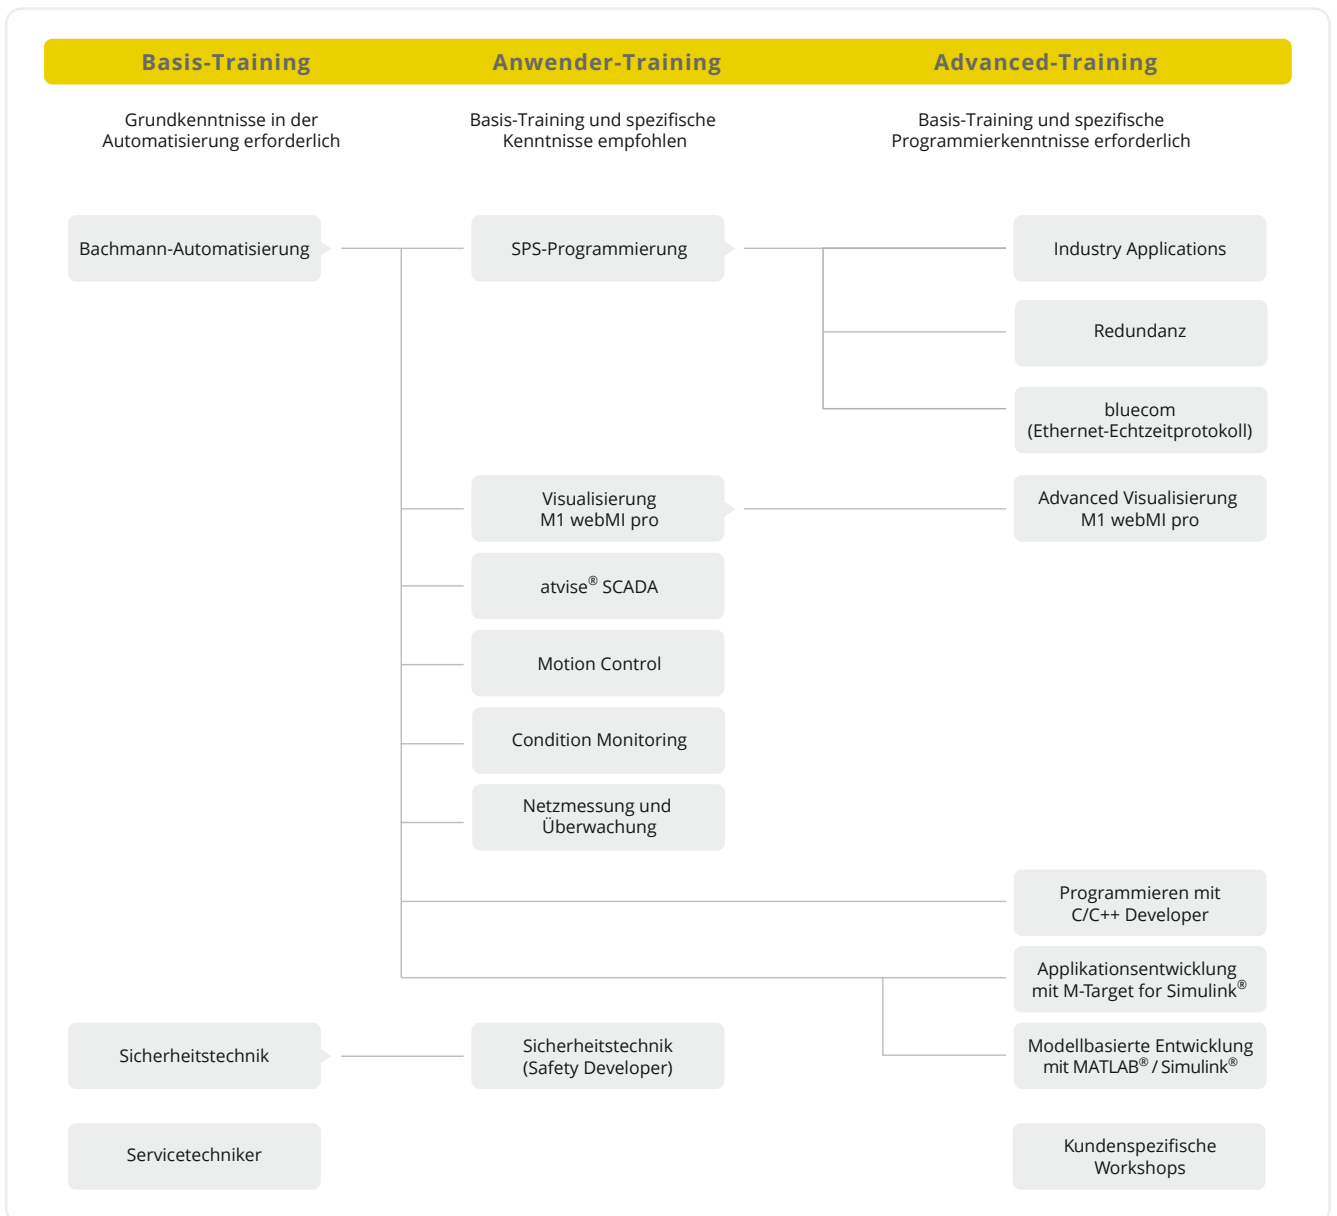 Basis-Training
Anwender-Training
Advanced-Training
Grundkenntnisse in der
Automatisierung erforderlich
Basis-Training und spezifische
Kenntnisse empfohlen
Basis-Training und spezifische
Programmierkenntnisse erforderlich
Bachmann-Automatisierung
SPS-Programmierung
Industry Applications
Redundanz
bluecom
(Ethernet-Echtzeitprotokoll)
Visualisierung
M1 webMI pro
Advanced Visualisierung
M1 webMI pro
atvise® SCADA
Motion Control
Condition Monitoring
Netzmessung und
Überwachung
Programmieren mit
C/C++ Developer
Applikationsentwicklung
mit M-Target for Simulink®
Sicherheitstechnik
Sicherheitstechnik
(Safety Developer)
Modellbasierte Entwicklung
mit MATLAB® / Simulink®
Servicetechniker
Kundenspezifische
Workshops